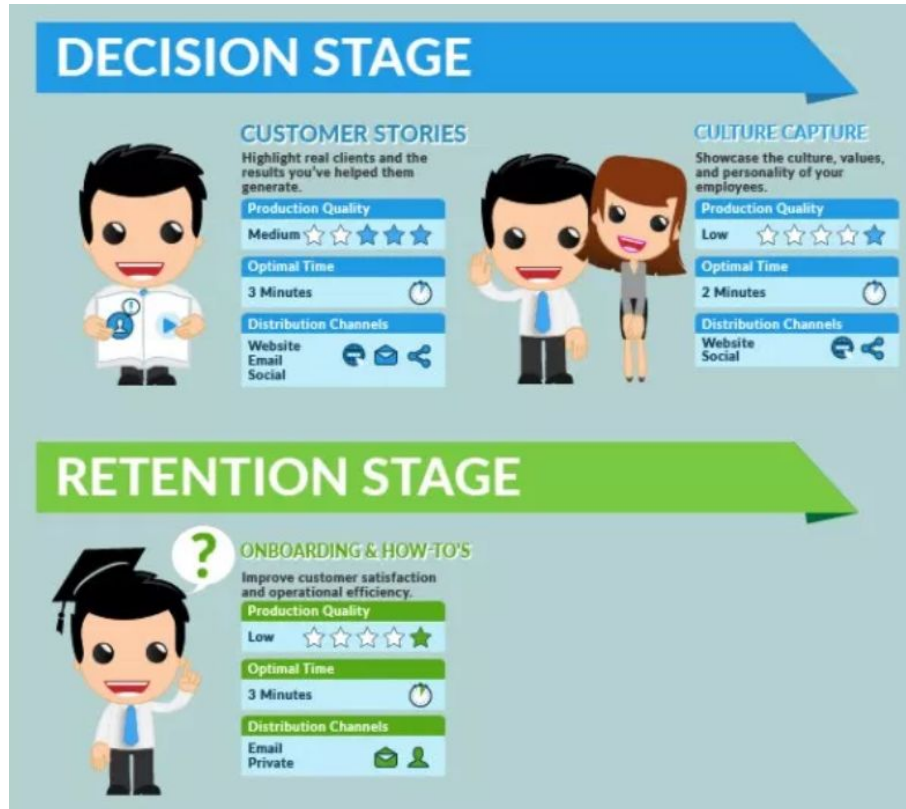 DECISION STAGE
CUSTOMER STORIES
Highlight real clients and the
results you've helped them
generate.
Production Quality
Medium
Optimal Time
3 Minutes
Distribution Channels
Website
Email
Social
CULTURE CAPTURE
Showcase the culture, values,
and personality of your
employees.
Production Quality
Low
Optimal Time
2 Minutes
Distribution Channels
Website
Social
RETENTION STAGE
?
ONBOARDING & HOW-TO'S
Improve customer satisfaction
and operational efficiency.
Production Quality
Low
Optimal Time
3 Minutes
Distribution Channels
Email
Private